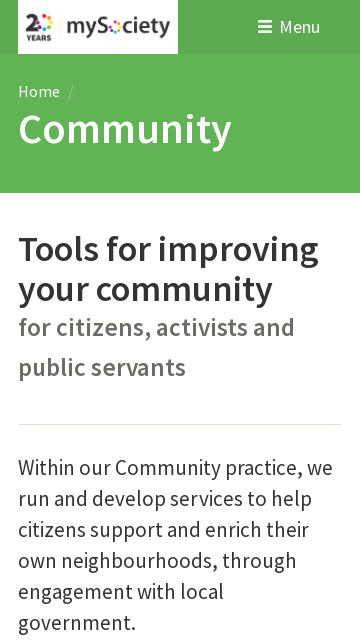 20 YEARS mySociety
Menu
Home /
Community
Tools for improving
your community
for citizens, activists and
public servants
Within our Community practice, we
run and develop services to help
citizens support and enrich their
own neighbourhoods, through
engagement with local
government.